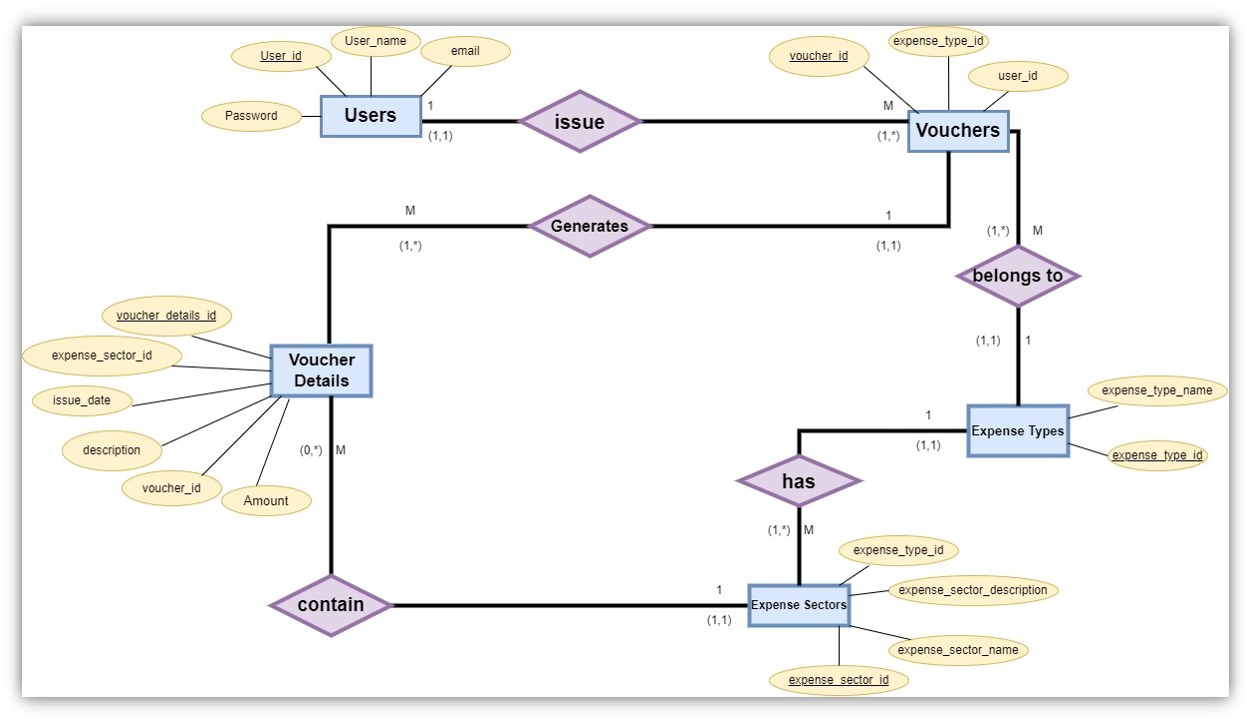 User_name
User_id
email
Password
Users
1
(1,1)
issue
M
(1,*)
expense_type_id
voucher_id
user_id
Vouchers
M
(1,*)
Generates
1
(1,1)
(1,*)
M
belongs to
(1,1)
1
voucher_details_id
expense_sector_id
issue_date
description
voucher_id
Amount
Voucher
Details
(0,*)
M
expense_type_name
Expense Types
expense_type_id
1
(1,1)
has
(1,*)
M
contain
1
(1,1)
expense_type_id
expense_sector_description
Expense Sectors
expense_sector_name
expense_sector_id